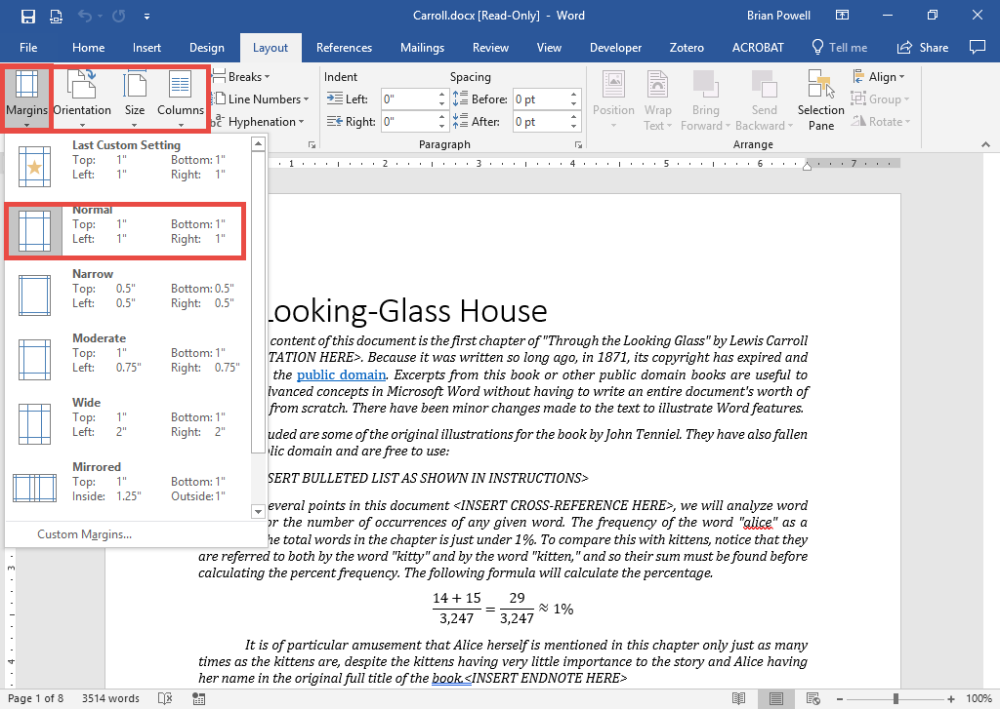 Carroll.docx [Read-Only] - Word
Brian Powell
File Home Insert Design Layout References Mailings Review View Developer Zotero ACROBAT Tell me Share
Margins Orientation Size Columns
Breaks
Line Numbers
Hyphenation
Indent
Left: 0"
Right: 0"
Spacing
Before: 0 pt
After: 0 pt
Paragraph
Position
Wrap Text
Bring Forward
Send Backward
Selection Pane
Align
Group
Rotate
Arrange
1 2 3 4 5 6 7
Last Custom Setting
Top: 1" Bottom: 1"
Left: 1" Right: 1"
Normal
Top: 1" Bottom: 1"
Left: 1" Right: 1"
Narrow
Top: 0.5" Bottom: 0.5"
Left: 0.5" Right: 0.5"
Moderate
Top: 1" Bottom: 1"
Left: 0.75" Right: 0.75"
Wide
Top: 1" Bottom: 1"
Left: 2" Right: 2"
Mirrored
Top: 1" Bottom: 1"
Inside: 1.25" Outside: 1"
Custom Margins...
Looking-Glass House
content of this document is the first chapter of "Through the Looking Glass" by Lewis Carroll
TATION HERE>. Because it was written so long ago, in 1871, its copyright has expired and
the public domain. Excerpts from this book or other public domain books are useful to
dvanced concepts in Microsoft Word without having to write an entire document's worth of
from scratch. There have been minor changes made to the text to illustrate Word features.
uded are some of the original illustrations for the book by John Tenniel. They have also fallen
lic domain and are free to use:
SERT BULLETED LIST AS SHOWN IN INSTRUCTIONS>
everal points in this document <INSERT CROSS-REFERENCE HERE>, we will analyze word
or the number of occurrences of any given word. The frequency of the word "alice" as a
he total words in the chapter is just under 1%. To compare this with kittens, notice that they
are referred to both by the word "kitty" and by the word "kitten," and so their sum must be found before
calculating the percent frequency. The following formula will calculate the percentage.
14 + 15 / 3,247 = 29 / 3,247 ≈ 1%
It is of particular amusement that Alice herself is mentioned in this chapter only just as many
times as the kittens are, despite the kittens having very little importance to the story and Alice having
her name in the original full title of the book.<INSERT ENDNOTE HERE>
3
4
Page 1 of 8 3514 words 100%